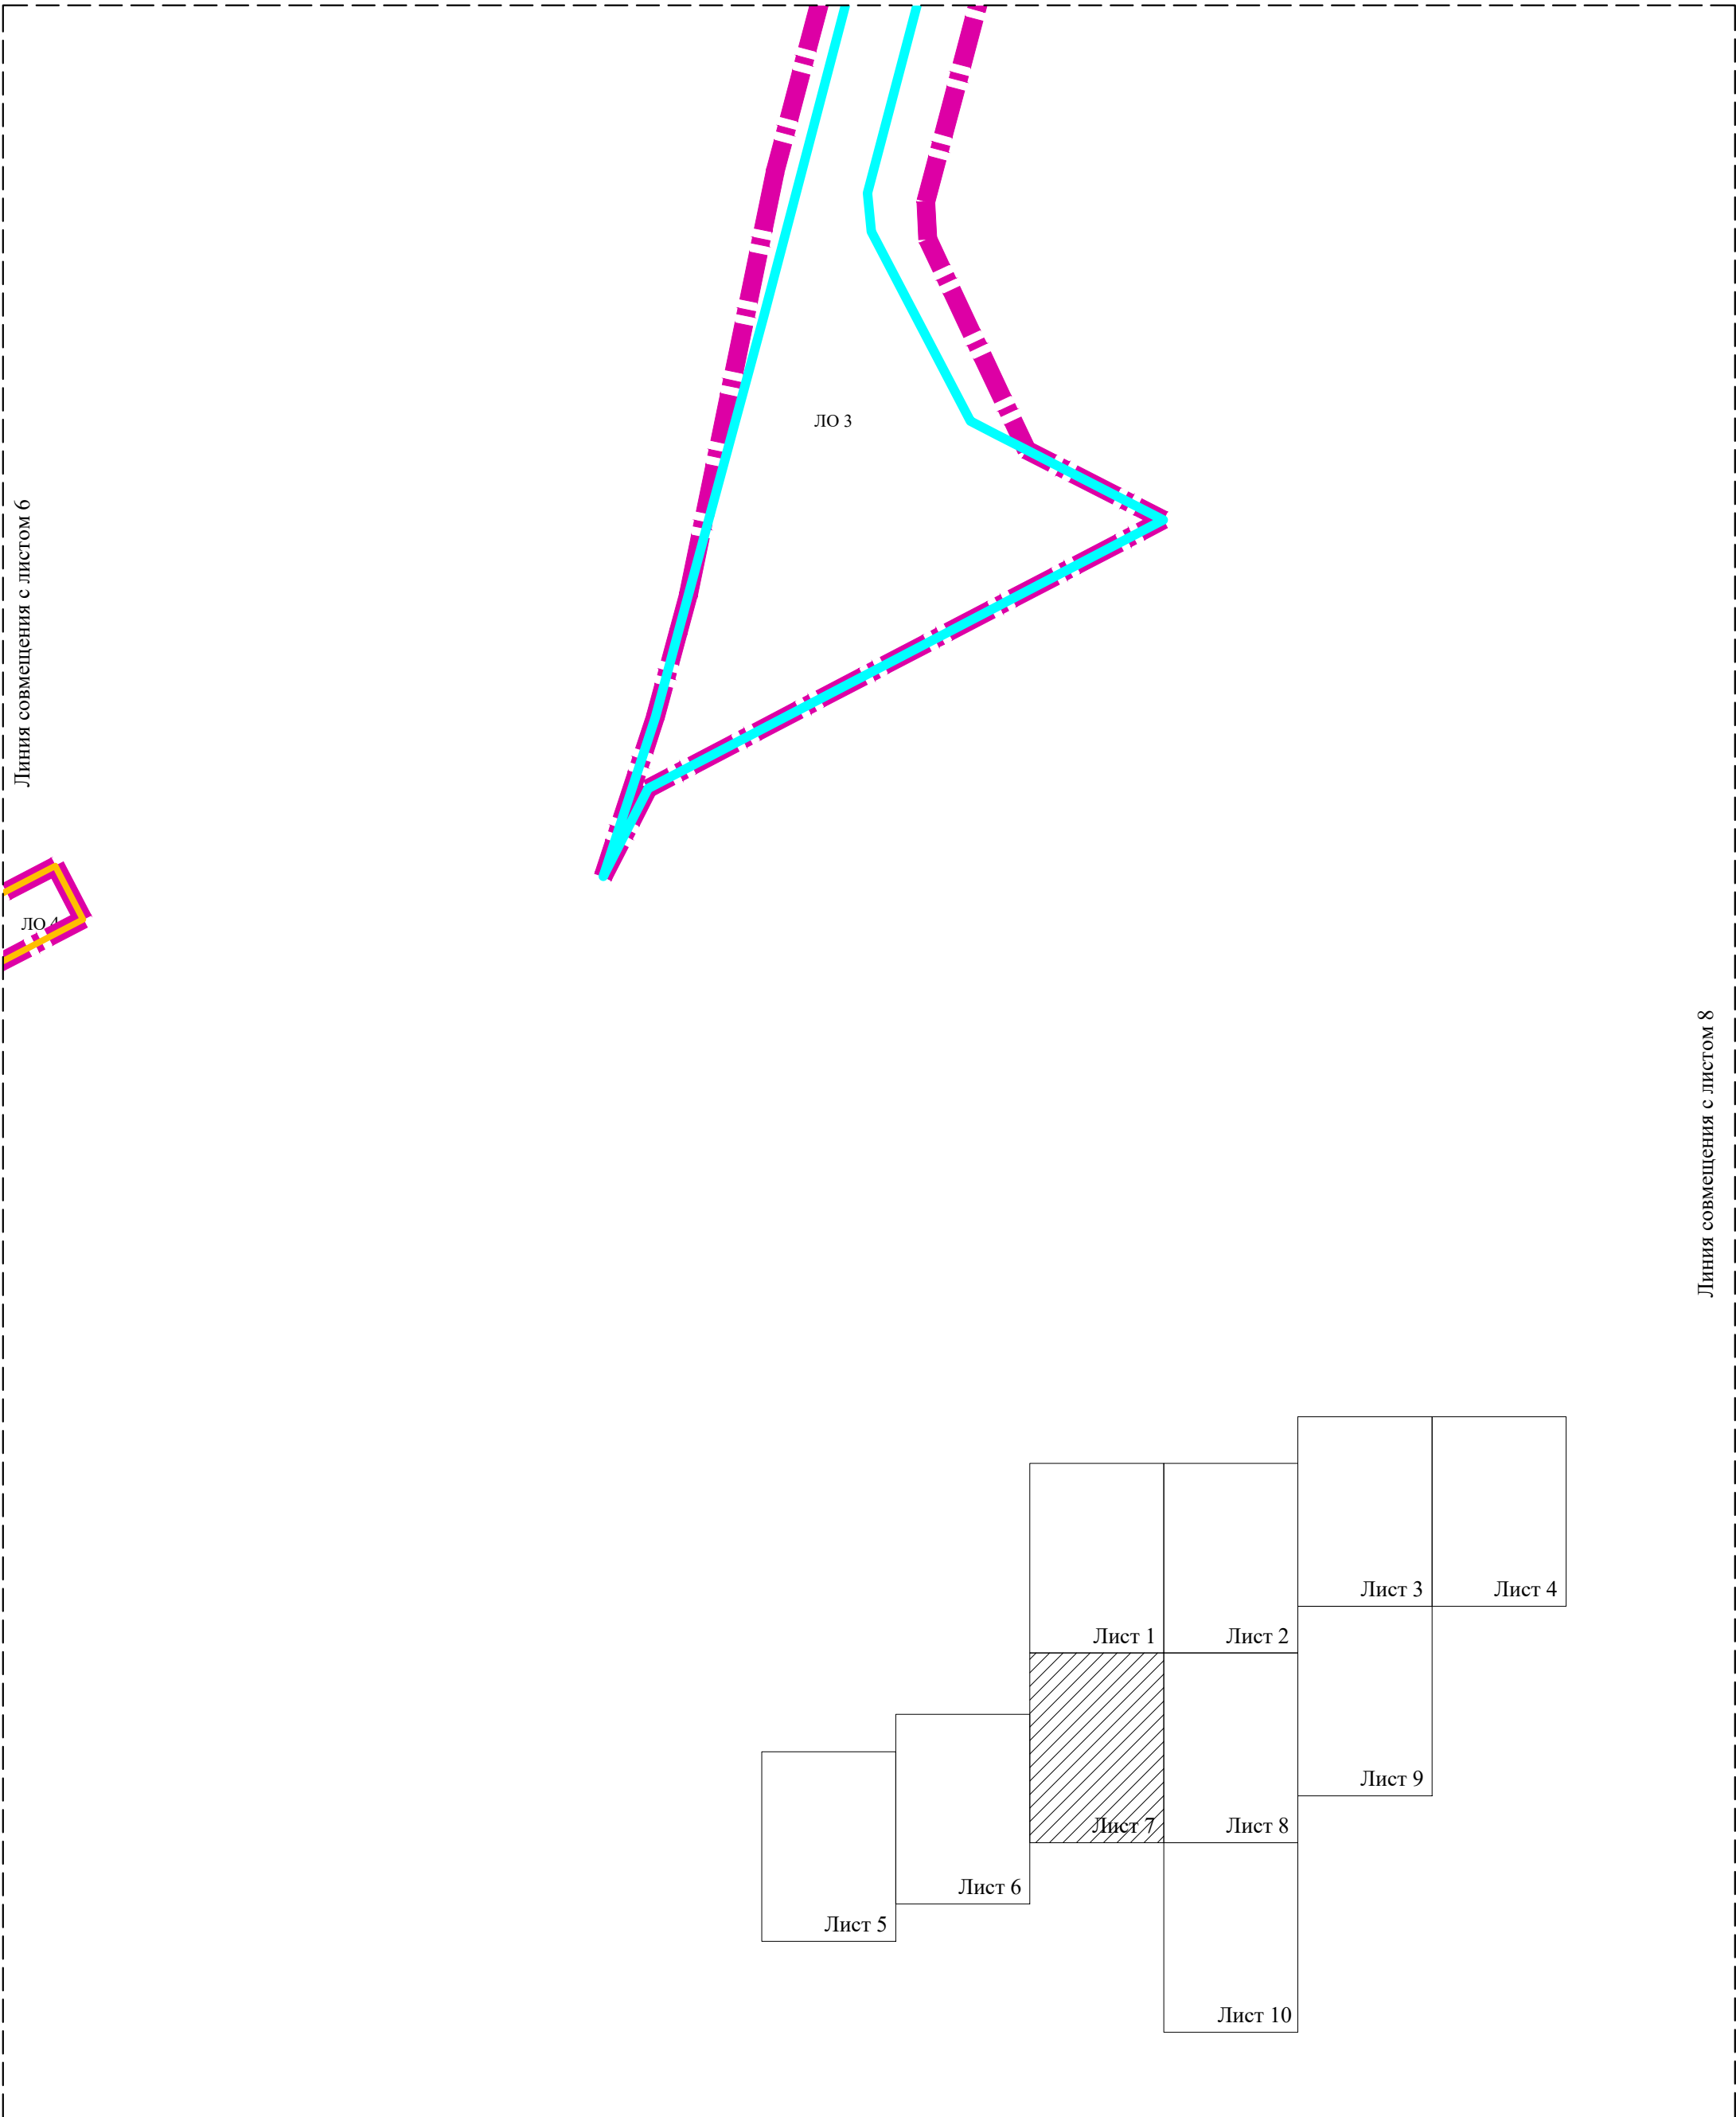 ЛО 3
Линия совмещения с листом 6
ЛО 4
Линия совмещения с листом 8
Лист 3
Лист 4
Лист 1
Лист 2
Лист 9
Лист 7
Лист 8
Лист 6
Лист 5
Лист 10